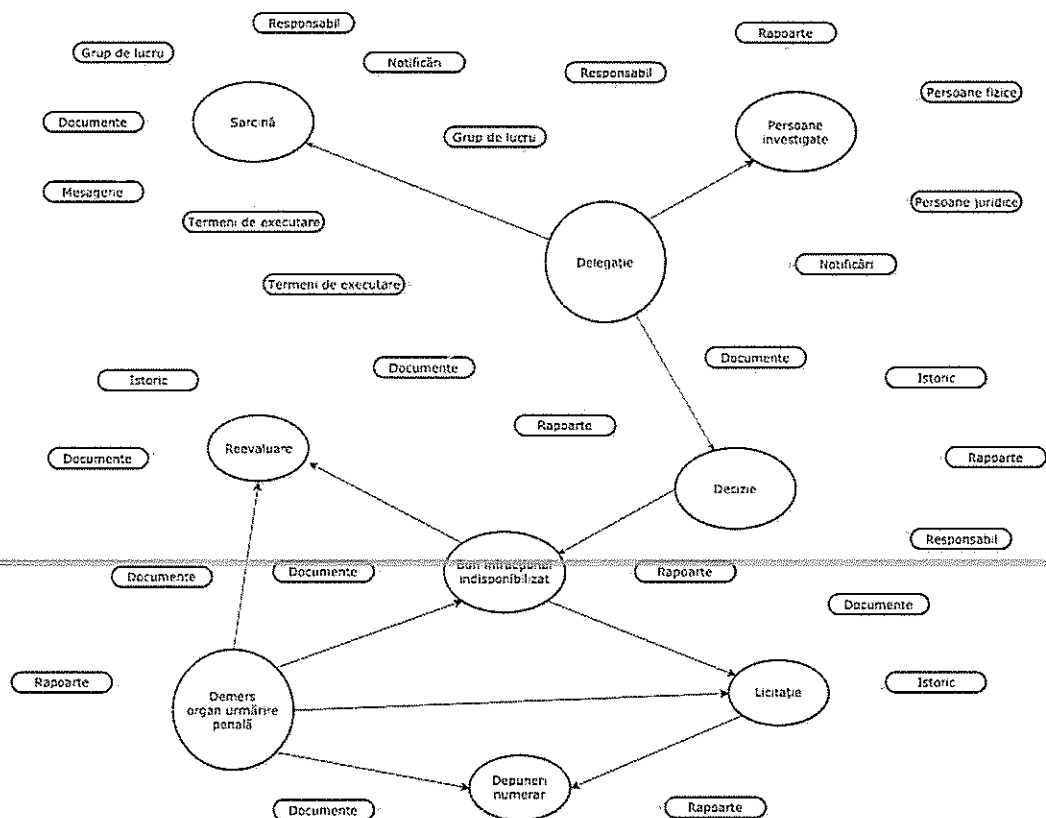 Responsabil
Rapoarte
Grup de lucru
Notificări
Responsabil
Persoane fizice
Documente
Sarcină
Grup de lucru
Persoane
investigate
Mesagerie
Termeni de executare
Persoane juridice
Delegație
Notificări
Termeni de executare
Documente
Documente
Istoric
Istoric
Rapoarte
Reevaluare
Documente
Rapoarte
Decizie
Responsabil
Bun infracțional
indisponibilizat
Documente
Documente
Rapoarte
Documente
Rapoarte
Demers
organ urmărire
penală
Licitație
Istoric
Depuneri
numerar
Documente
Rapoarte